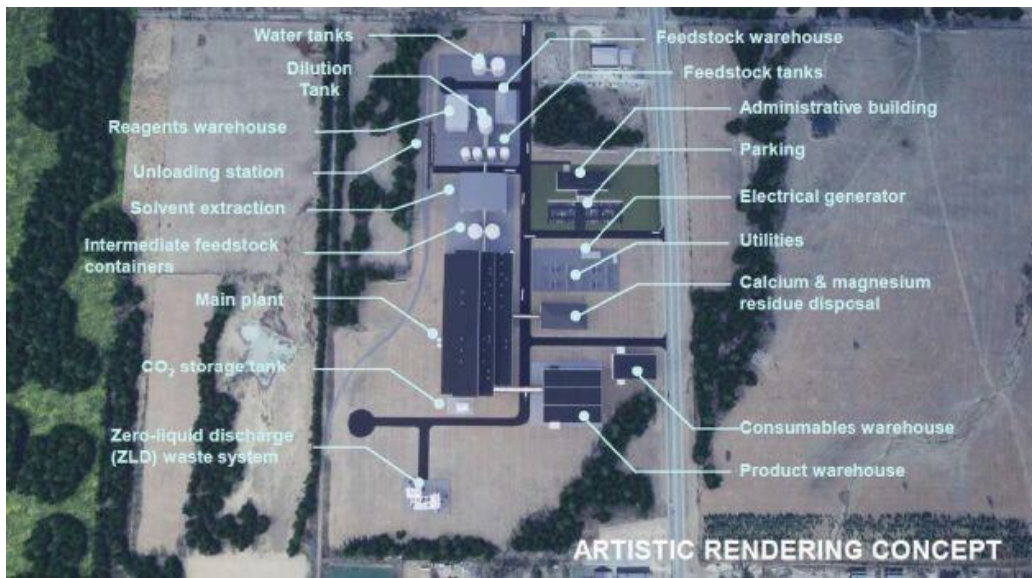 Water tanks
Dilution
Tank
Reagents warehouse
Unloading station
Solvent extraction
Intermediate feedstock
containers
Main plant
CO₂ storage tank
Zero-liquid discharge
(ZLD) waste system
Feedstock warehouse
Feedstock tanks
Administrative building
Parking
Electrical generator
Utilities
Calcium & magnesium
residue disposal
Consumables warehouse
Product warehouse
ARTISTIC RENDERING CONCEPT